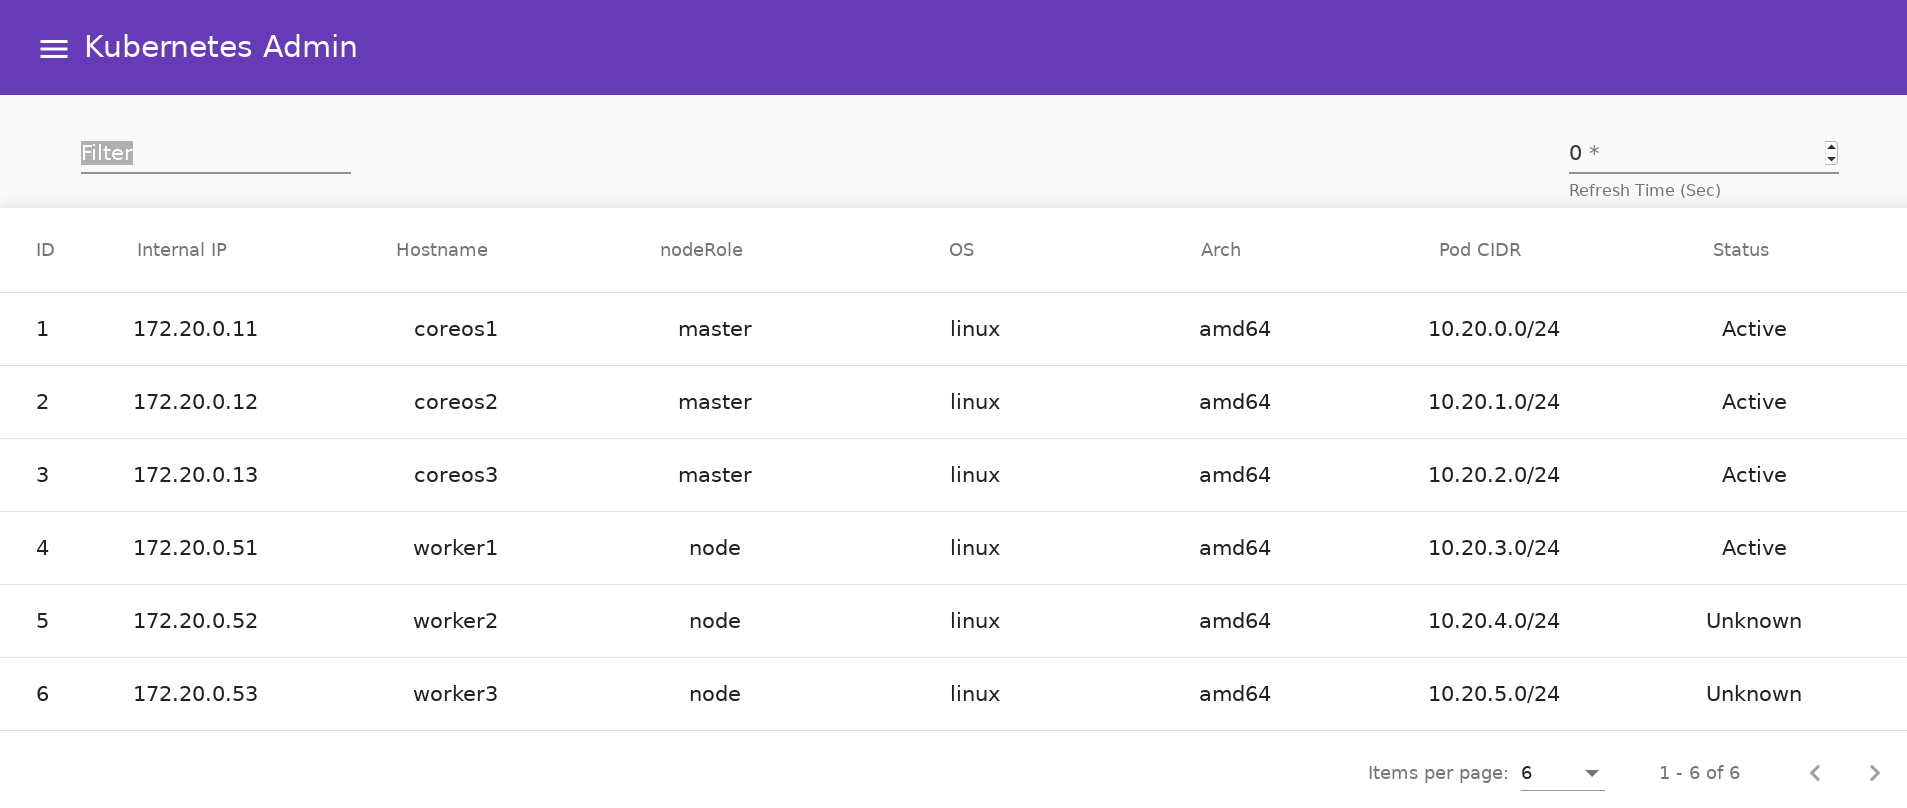 Kubernetes Admin
Filter
0 *
Refresh Time (Sec)
ID Internal IP Hostname nodeRole OS Arch Pod CIDR Status
1 172.20.0.11 coreos1 master linux amd64 10.20.0.0/24 Active
2 172.20.0.12 coreos2 master linux amd64 10.20.1.0/24 Active
3 172.20.0.13 coreos3 master linux amd64 10.20.2.0/24 Active
4 172.20.0.51 worker1 node linux amd64 10.20.3.0/24 Active
5 172.20.0.52 worker2 node linux amd64 10.20.4.0/24 Unknown
6 172.20.0.53 worker3 node linux amd64 10.20.5.0/24 Unknown
Items per page: 6 1 - 6 of 6